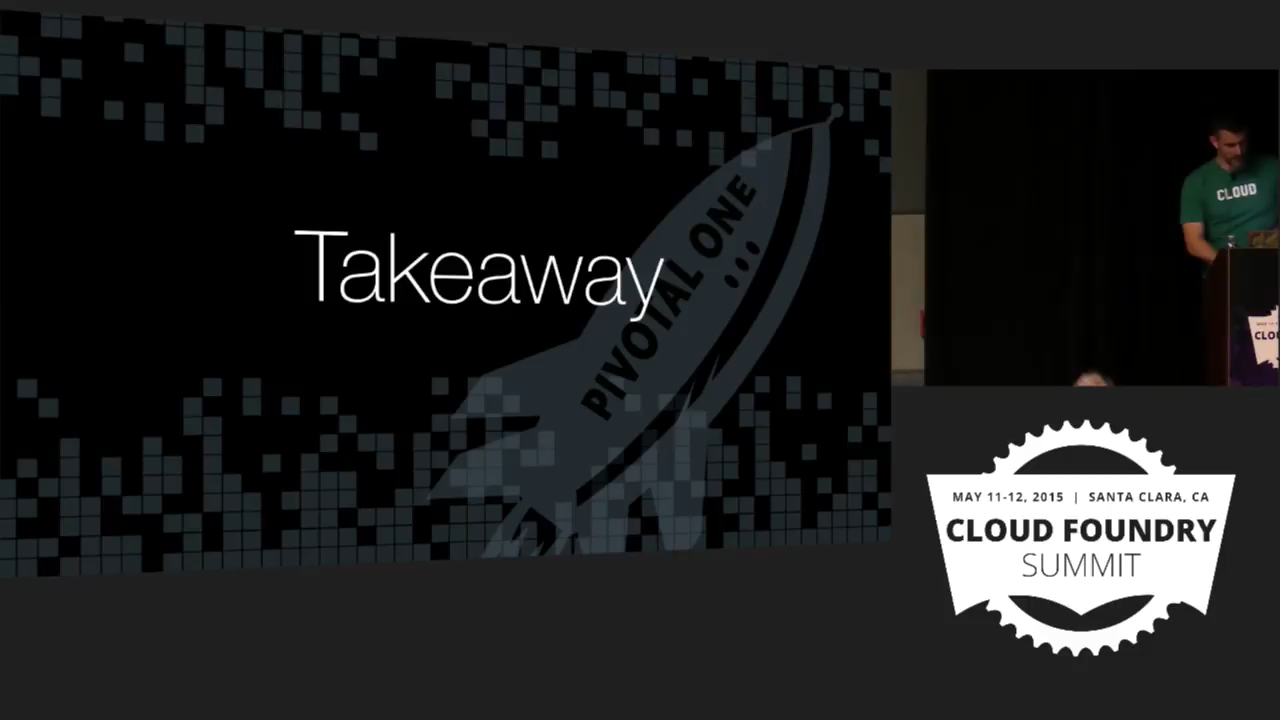 Takeaway
PIVOTAL ONE
CLOUD
MAY 11-12, 2015 | SANTA CLARA, CA
CLOUD FOUNDRY
SUMMIT